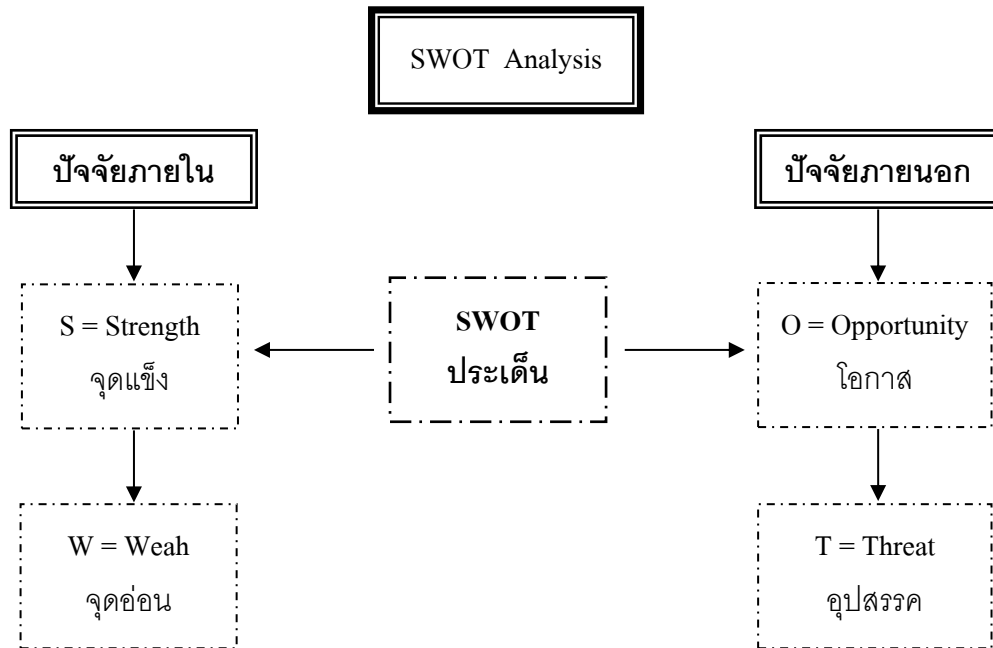 SWOT Analysis
ปัจจัยภายใน
ปัจจัยภายนอก
S = Strength
จุดแข็ง
SWOT
ประเด็น
O = Opportunity
โอกาส
W = Weah
จุดอ่อน
T = Threat
อุปสรรค